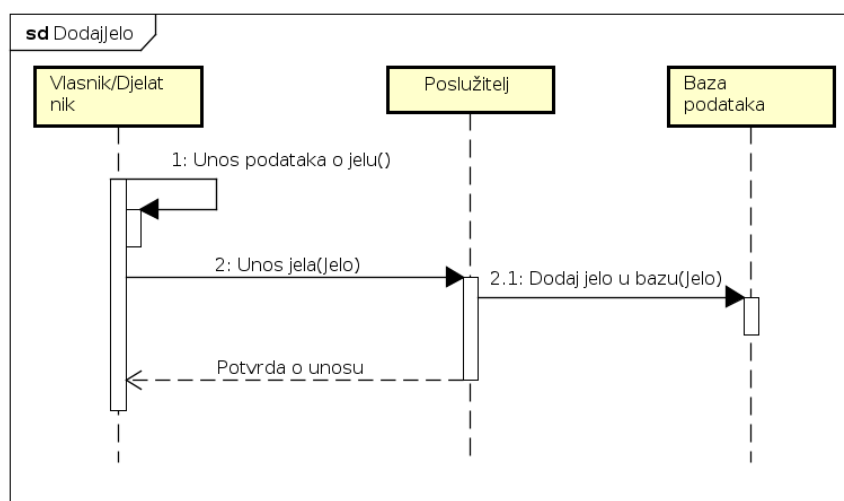 sd DodajJelo
Vlasnik/Djelat
nik
Poslužitelj
Baza
podataka
1: Unos podataka o jelu()
2: Unos jela(Jelo)
2.1: Dodaj jelo u bazu(Jelo)
Potvrda o unosu